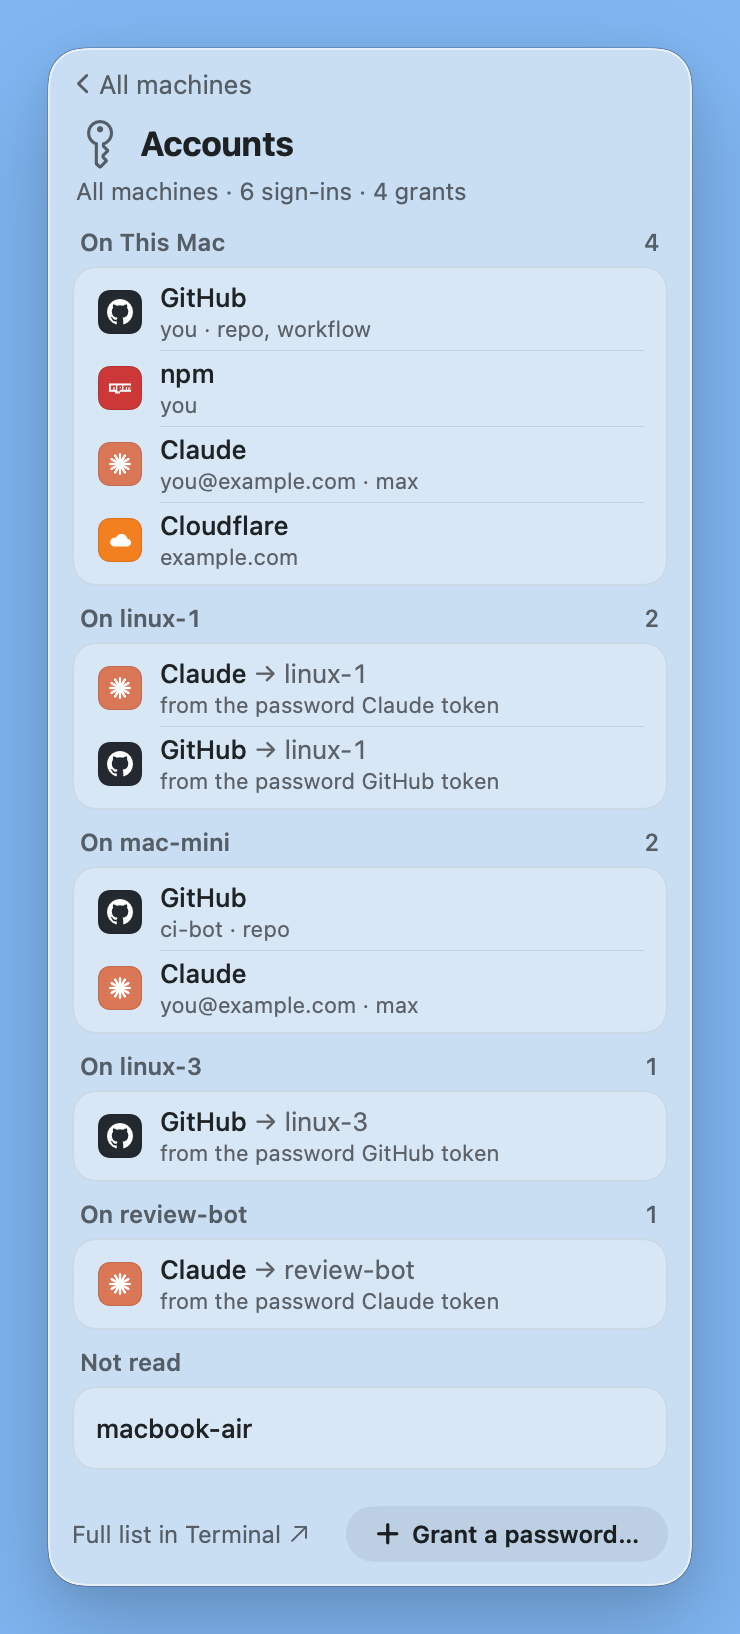 All machines
Accounts
All machines · 6 sign-ins · 4 grants
On This Mac 4
GitHub
you · repo, workflow
npm
npm
you
Claude
you@example.com · max
Cloudflare
example.com
On linux-1 2
Claude → linux-1
from the password Claude token
GitHub → linux-1
from the password GitHub token
On mac-mini 2
GitHub
ci-bot · repo
Claude
you@example.com · max
On linux-3 1
GitHub → linux-3
from the password GitHub token
On review-bot 1
Claude → review-bot
from the password Claude token
Not read
macbook-air
Full list in Terminal ↗ + Grant a password...